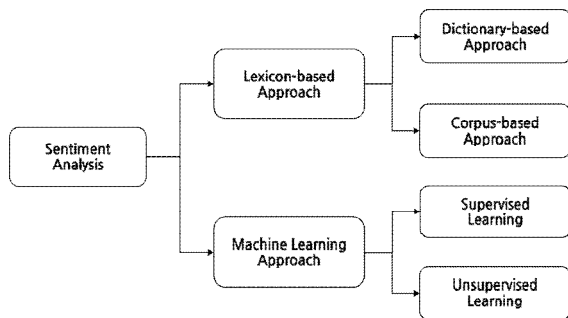 Sentiment
Analysis
Lexicon-based
Approach
Machine Learning
Approach
Dictionary-based
Approach
Corpus-based
Approach
Supervised
Learning
Unsupervised
Learning